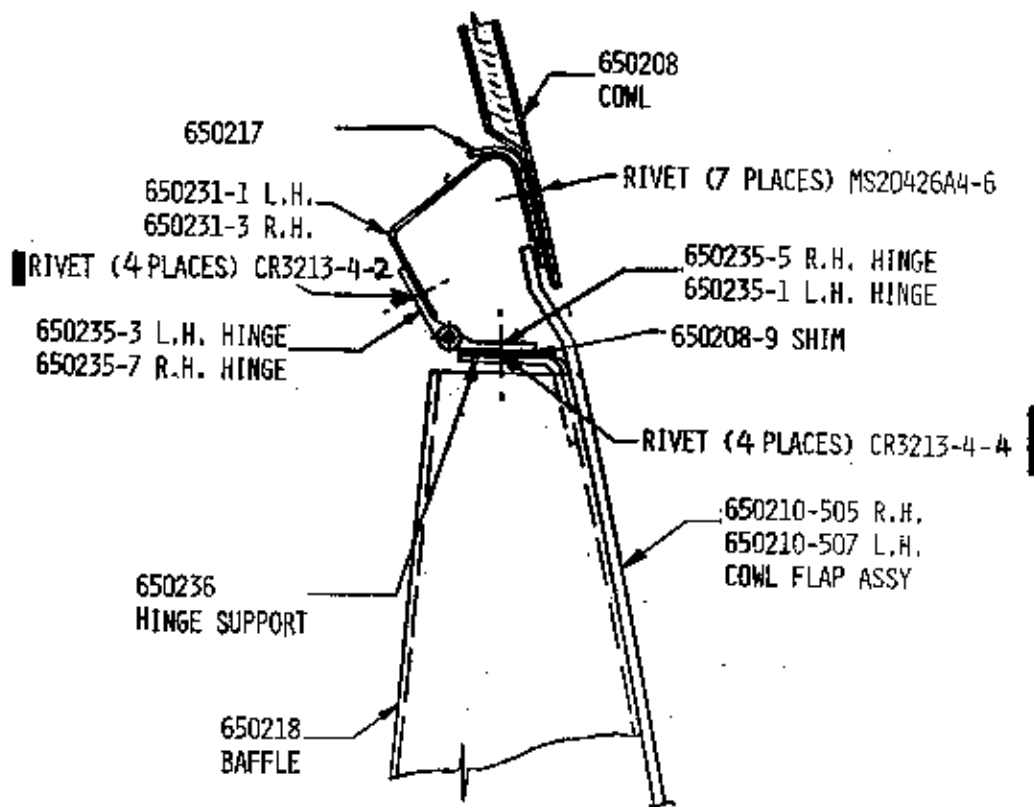 650208
COWL
650217
RIVET (7 PLACES) MS20426A4-6
650231-1 L.H.
650231-3 R.H.
RIVET (4 PLACES) CR3213-4-2
650235-5 R.H. HINGE
650235-1 L.H. HINGE
650235-3 L.H. HINGE
650235-7 R.H. HINGE
650208-9 SHIM
RIVET (4 PLACES) CR3213-4-4
650210-505 R.H.
650210-507 L.H.
COWL FLAP ASSY
650236
HINGE SUPPORT
650218
BAFFLE